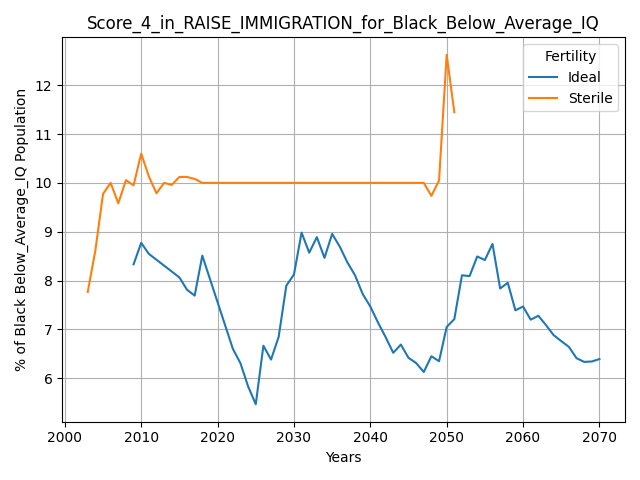 Score_4_in_RAISE_IMMIGRATION_for_Black_Below_Average_IQ
Fertility
Ideal
Sterile
% of Black Below_Average_IQ Population
12
11
10
9
8
7
6
2000
2010
2020
2030
2040
2050
2060
2070
Years